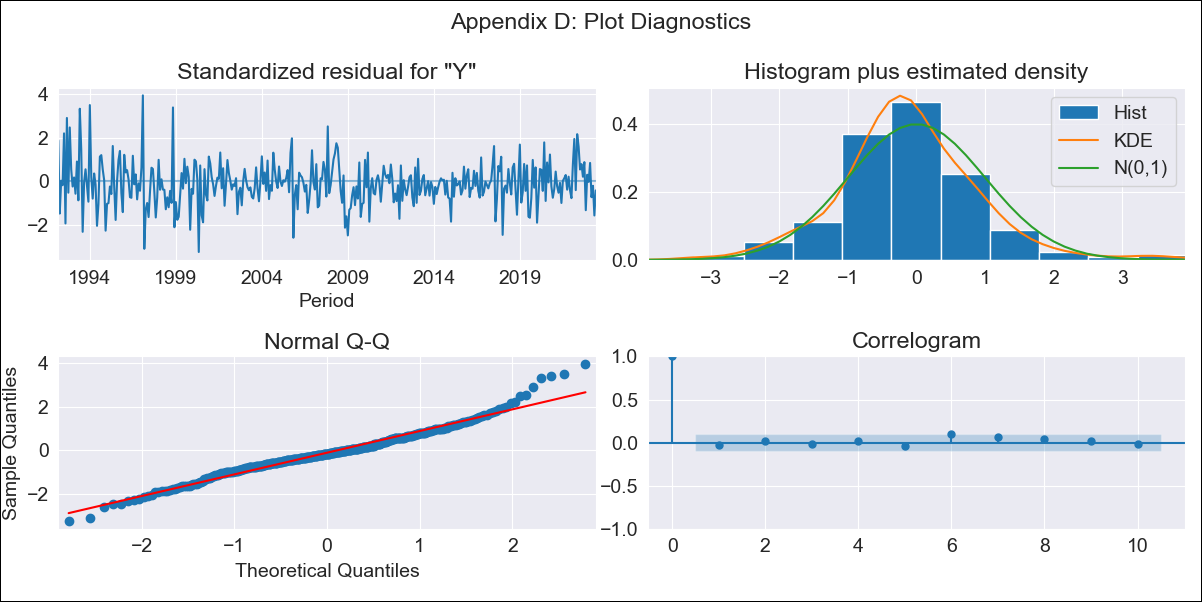 Appendix D: Plot Diagnostics
Standardized residual for "Y"
4
2
0
−2
1994 1999 2004 2009 2014 2019
Period
Histogram plus estimated density
0.4
0.2
0.0
−3 −2 −1 0 1 2 3
Hist
KDE
N(0,1)
Normal Q-Q
Sample Quantiles
4
2
0
−2
−2 −1 0 1 2
Theoretical Quantiles
Correlogram
1.0
0.5
0.0
−0.5
−1.0
0 2 4 6 8 10